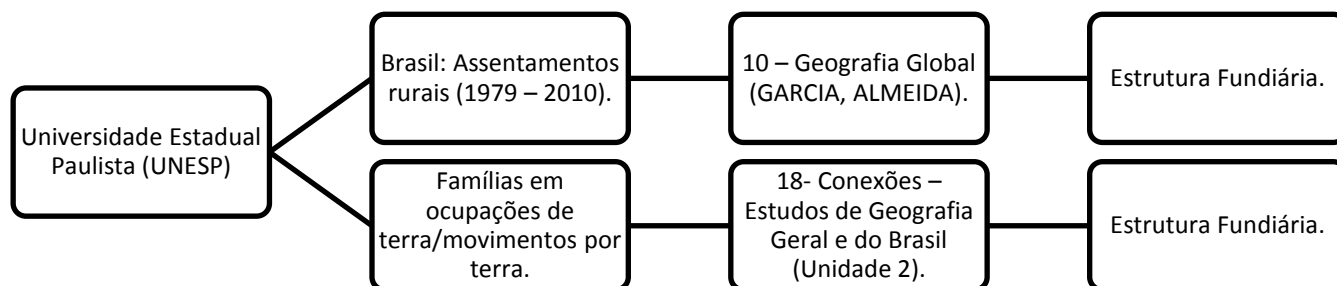 Universidade Estadual
Paulista (UNESP)
Brasil: Assentamentos
rurais (1979 – 2010).
10 – Geografia Global
(GARCIA, ALMEIDA).
Estrutura Fundiária.
Famílias em
ocupações de
terra/movimentos por
terra.
18- Conexões –
Estudos de Geografia
Geral e do Brasil
(Unidade 2).
Estrutura Fundiária.